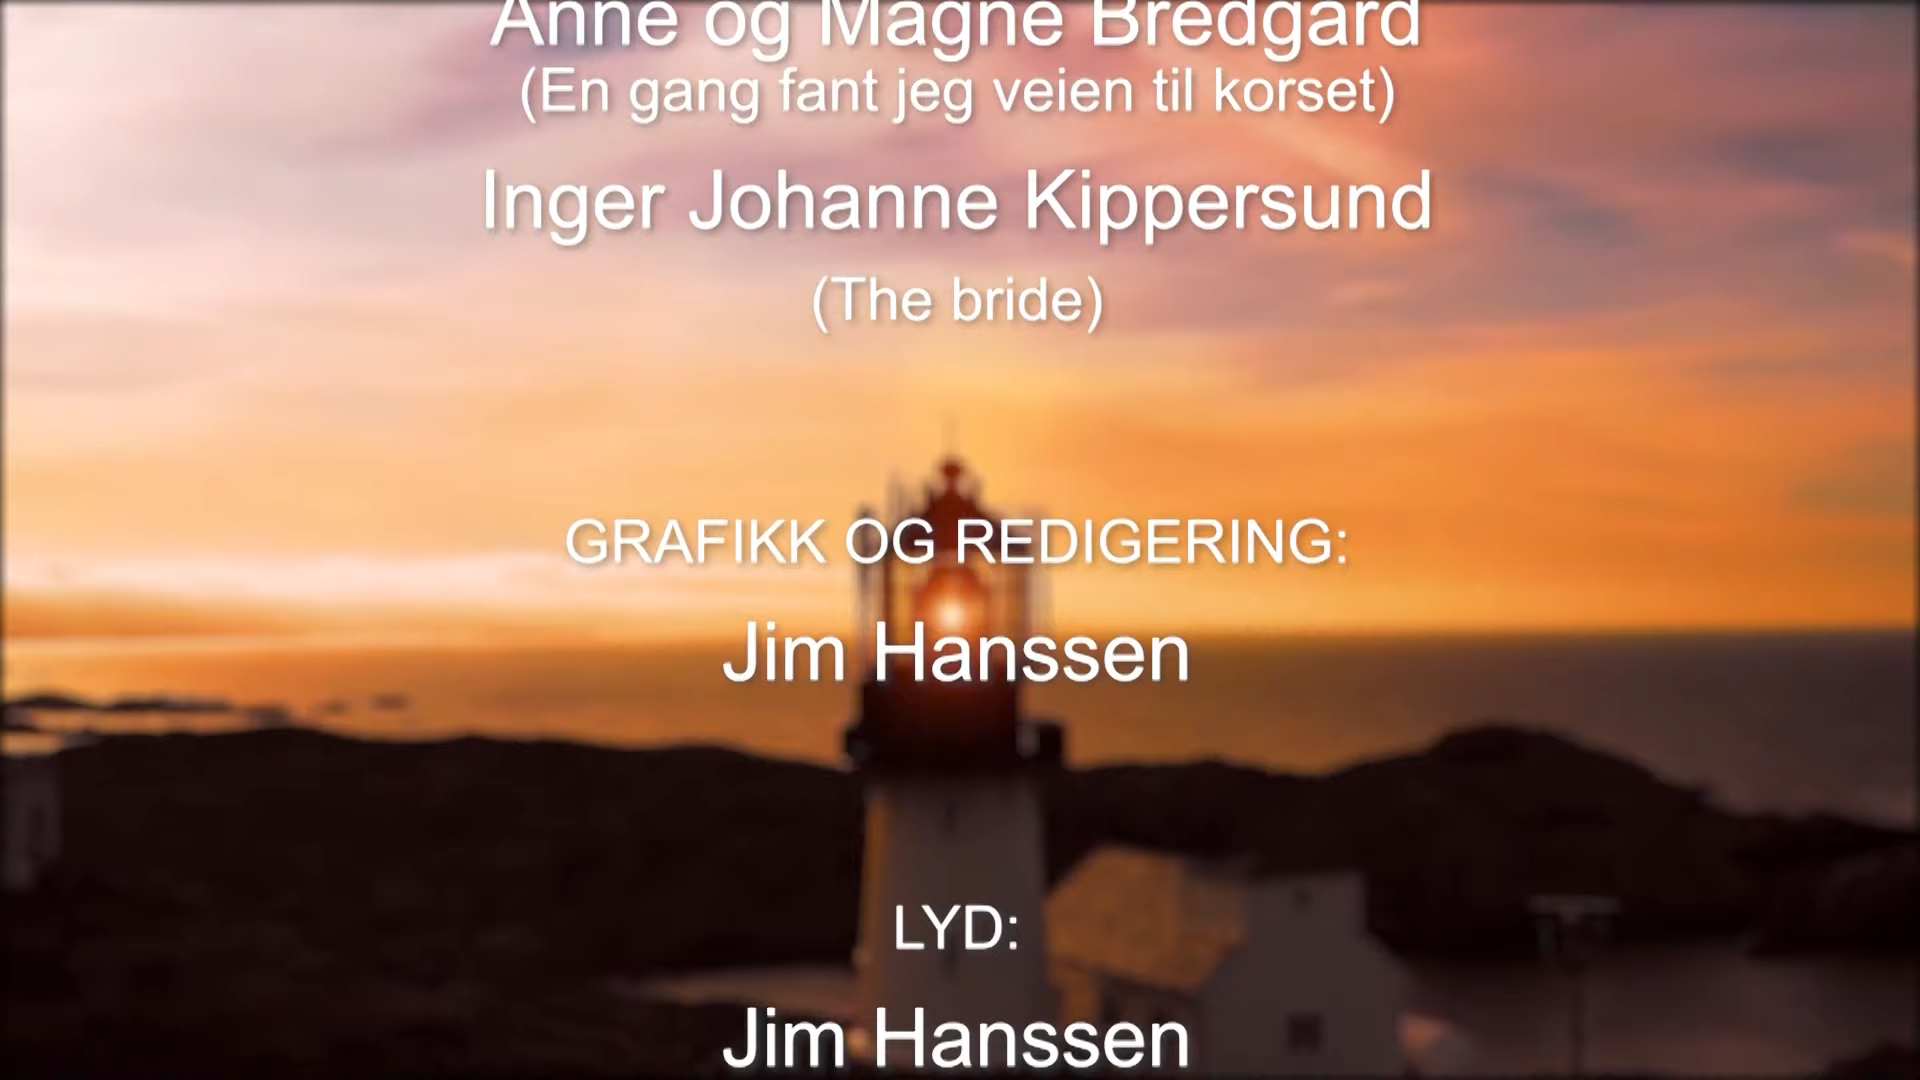 Anne og Magne Bredgard
(En gang fant jeg veien til korset)
Inger Johanne Kippersund
(The bride)
GRAFIKK OG REDIGERING:
Jim Hanssen
LYD:
Jim Hanssen